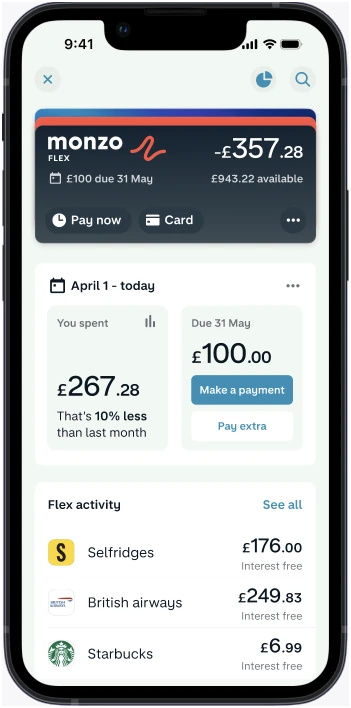 9:41
monzo
FLEX
-£357.28
£100 due 31 May
£943.22 available
Pay now
Card
April 1 - today
You spent
£267.28
That's 10% less
than last month
Due 31 May
£100.00
Make a payment
Pay extra
Flex activity
See all
S
Selfridges
£176.00
Interest free
British airways
£249.83
Interest free
Starbucks
£6.99
Interest free